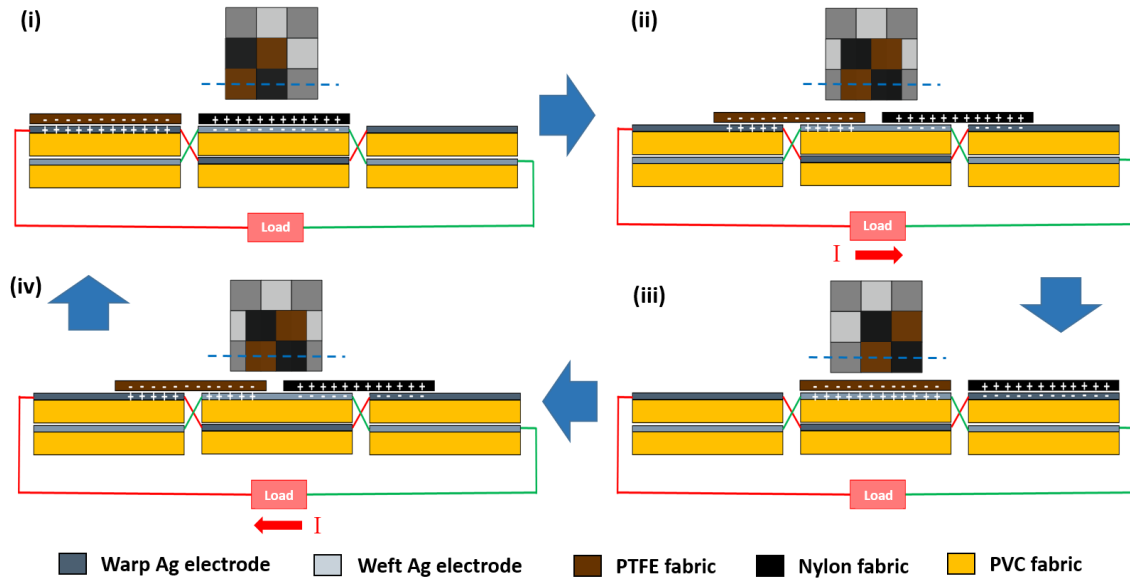 (i)
(ii)
Load
Load
I
(iv)
(iii)
Load
I
Load
Warp Ag electrode
Weft Ag electrode
PTFE fabric
Nylon fabric
PVC fabric